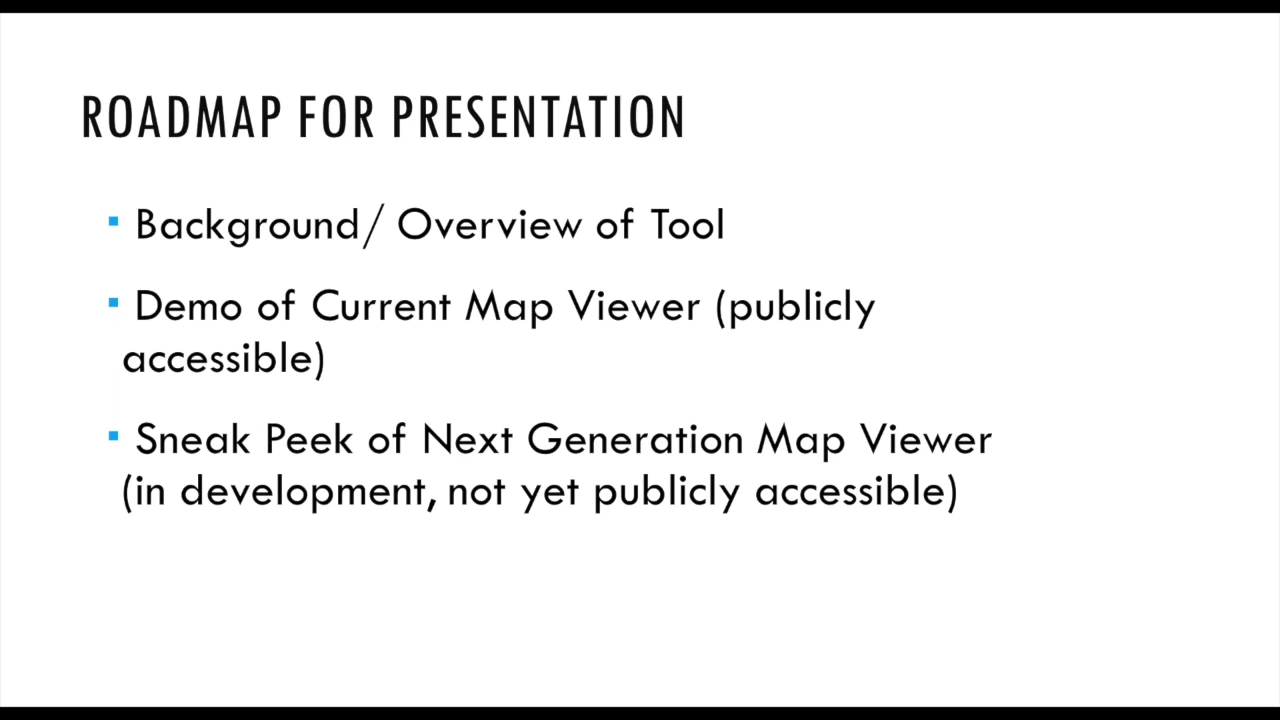 ROADMAP FOR PRESENTATION
▪ Background/ Overview of Tool
▪ Demo of Current Map Viewer (publicly
accessible)
▪ Sneak Peek of Next Generation Map Viewer
(in development, not yet publicly accessible)